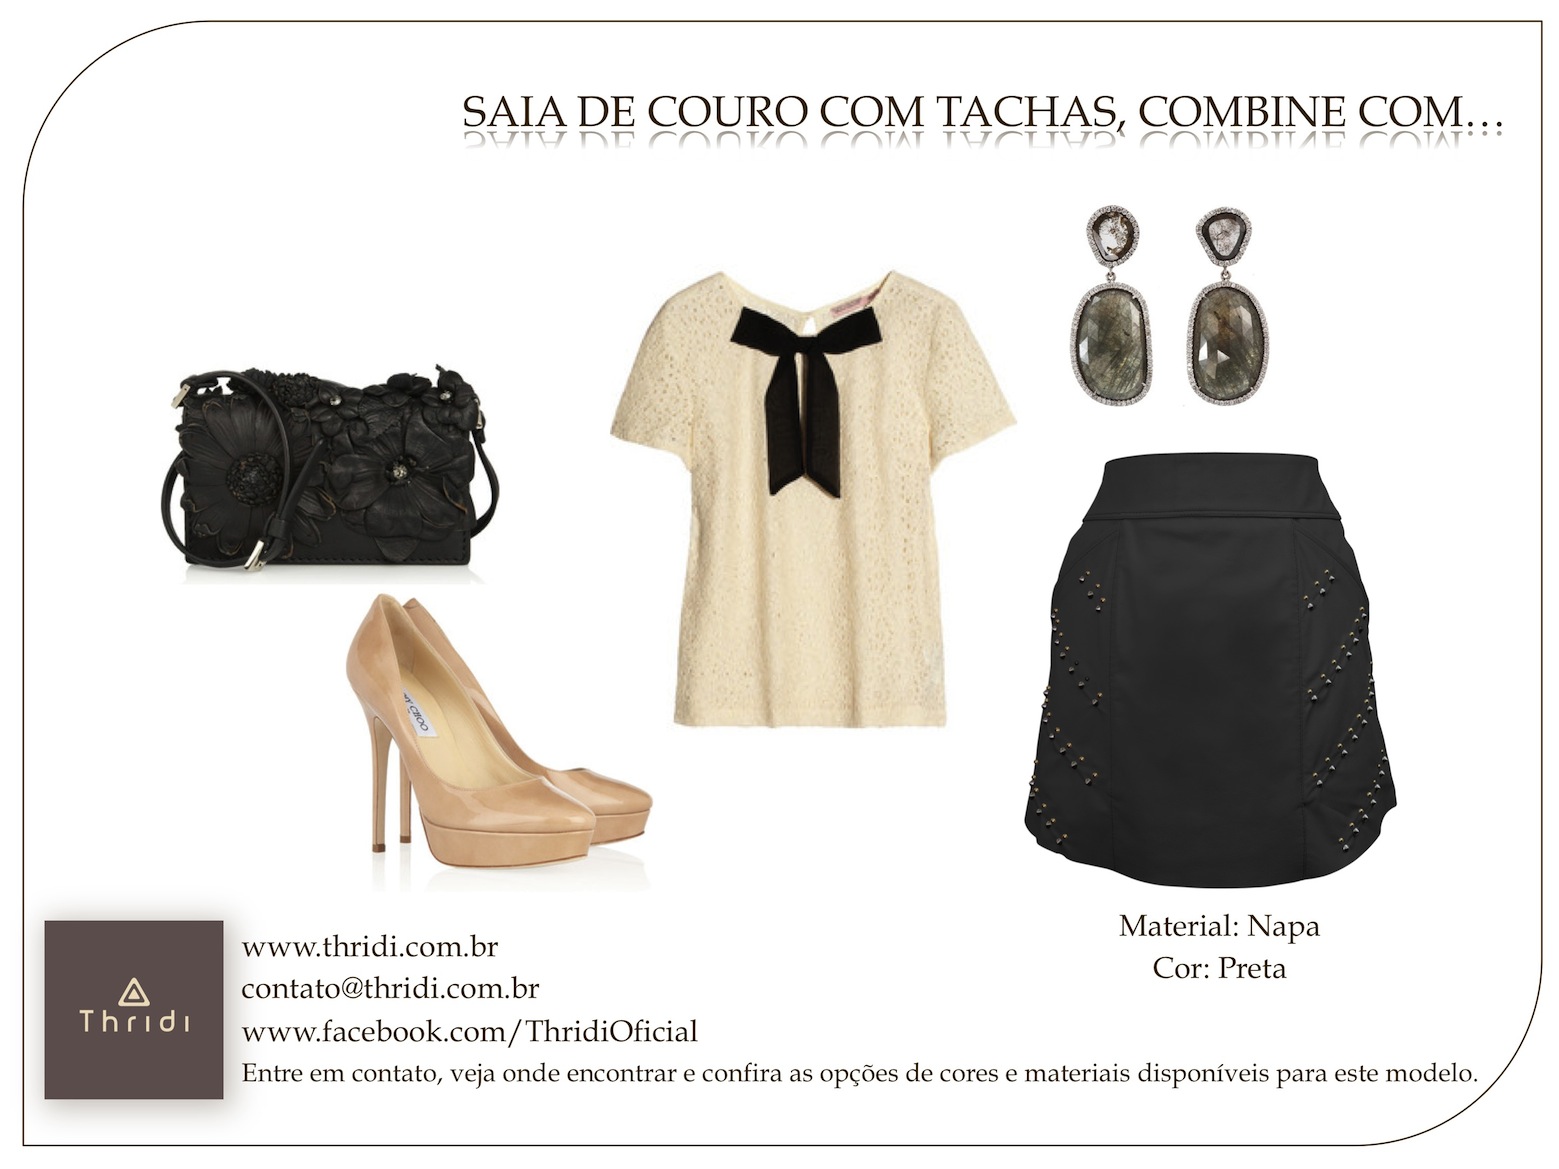 SAIA DE COURO COM TACHAS, COMBINE COM...
CHOO
Material: Napa
Cor: Preta
Thridi
www.thridi.com.br
contato@thridi.com.br
www.facebook.com/ThridiOficial
Entre em contato, veja onde encontrar e confira as opções de cores e materiais disponíveis para este modelo.